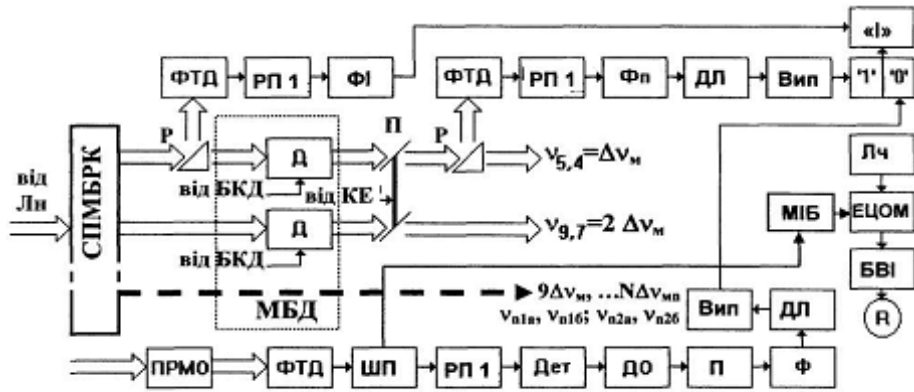 «І»
ФТД РП 1 ФІ ФТД РП 1 Фп ДЛ Вип '1' '0'
Р П Р
від Лн
СПМБРК
Д
від БКД
від КЕ
ν5,4=Δνм
Лч
Д
від БКД
ν9,7=2 Δνм
МІБ ЕЦОМ
МБД
9Δνм, ...NΔνмп
νп1а, νп1б; νп2а, νп2б
Вип ДЛ БВІ
R
ПРМО ФТД ШП РП 1 Дет ДО П Ф